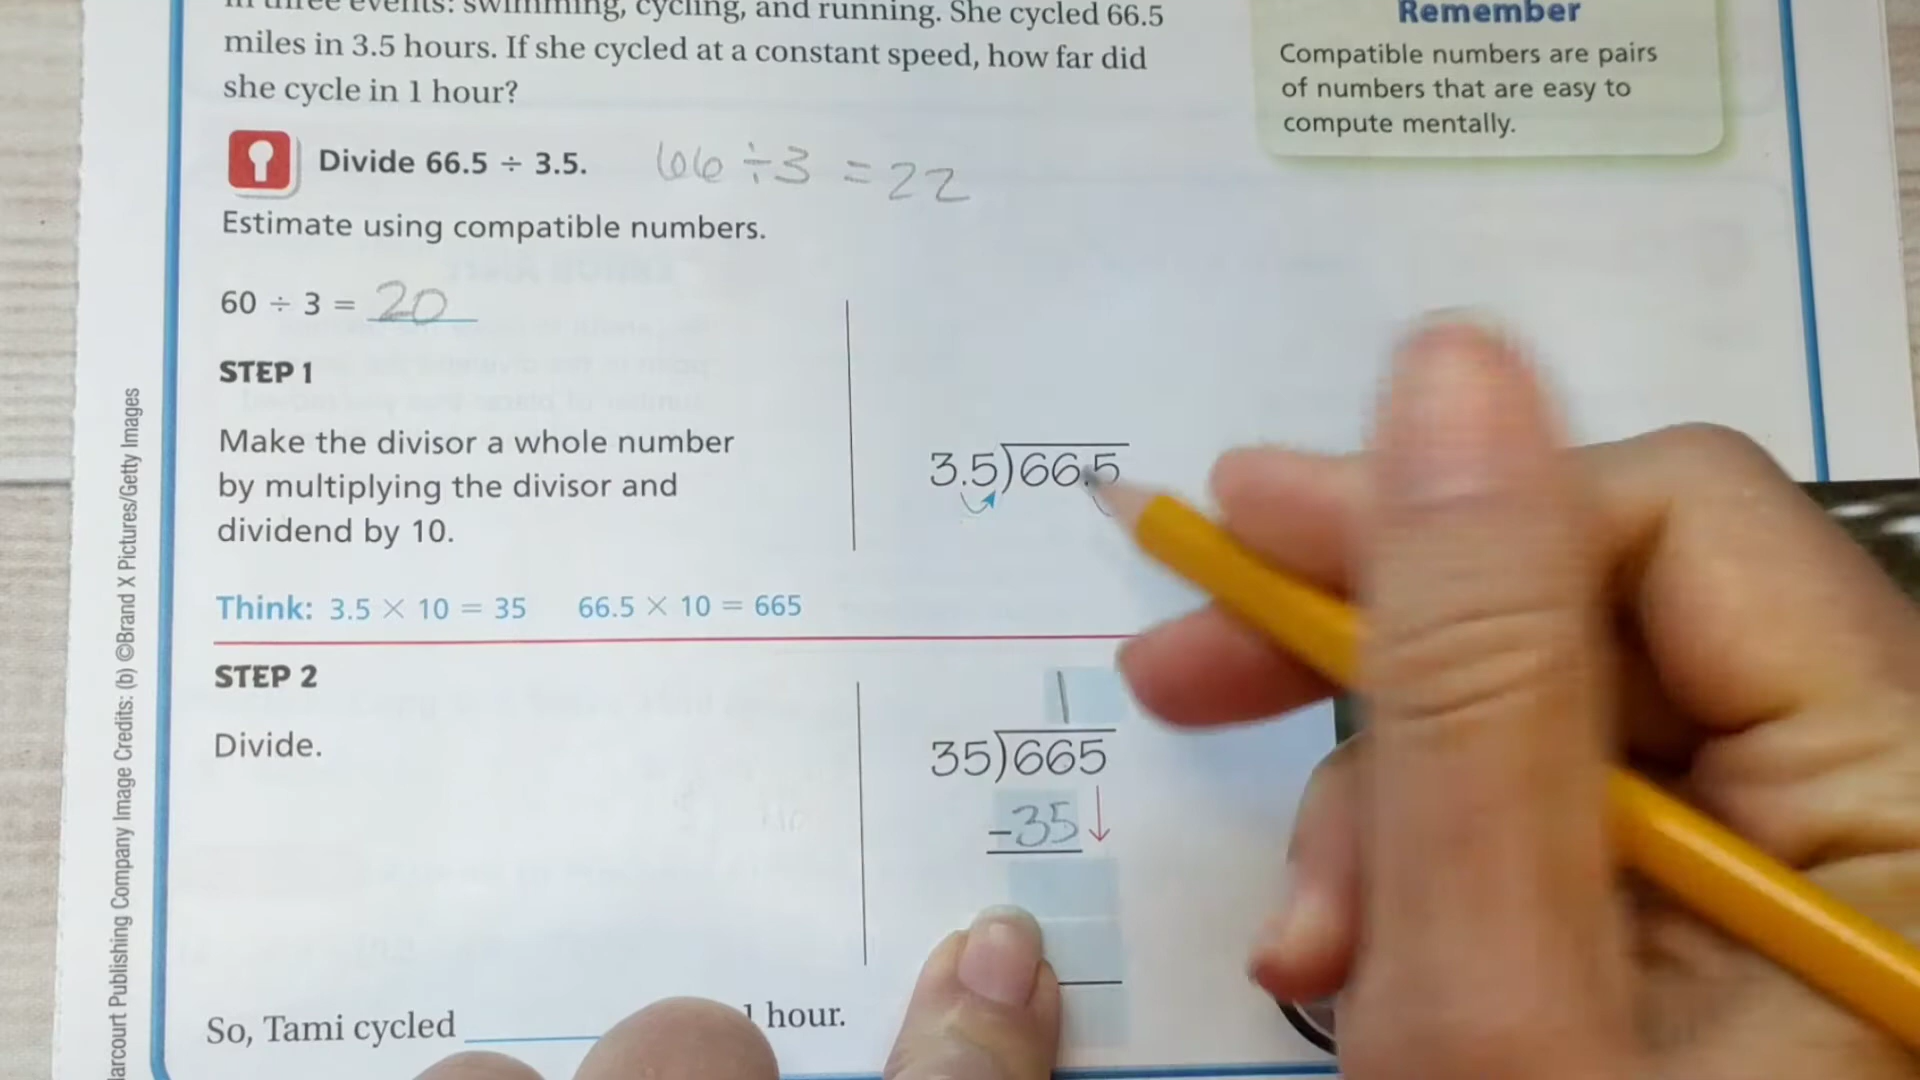 in three events: swimming, cycling, and running. She cycled 66.5
miles in 3.5 hours. If she cycled at a constant speed, how far did
she cycle in 1 hour?
Remember
Compatible numbers are pairs
of numbers that are easy to
compute mentally.
Divide 66.5 ÷ 3.5. 66 ÷ 3 = 22
Estimate using compatible numbers.
60 ÷ 3 = 20
STEP 1
Make the divisor a whole number
by multiplying the divisor and
dividend by 10.
3.5)66.5
Think: 3.5 × 10 = 35 66.5 × 10 = 665
STEP 2
Divide.
1
35)665
-35
So, Tami cycled 1 hour.
Harcourt Publishing Company Image Credits: (b) ©Brand X Pictures/Getty Images